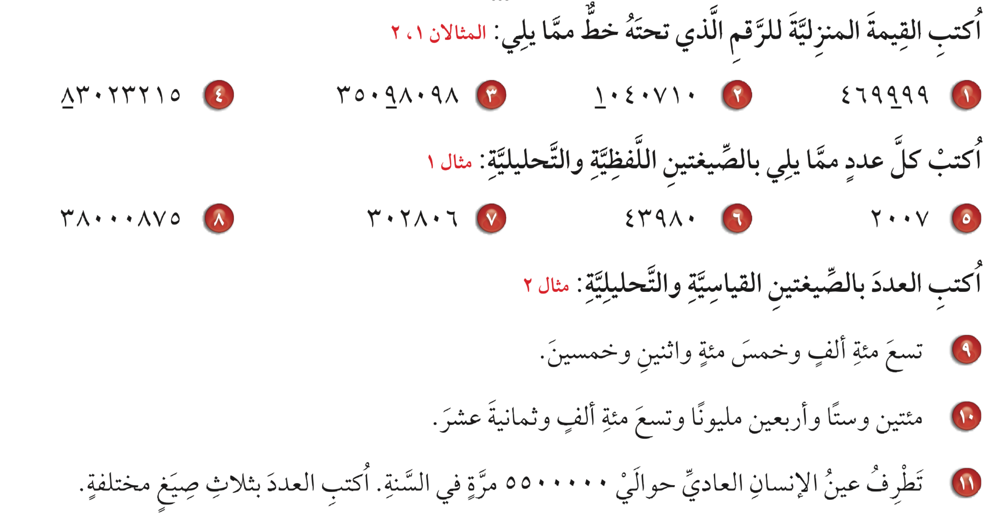 اُكتبِ القِيمةَ المنزِليَّةَ للرَّقمِ الَّذي تحتَهُ خطٌّ ممَّا يلِي: المثالان ١، ٢
١ ٤٦٩٩٩٩ ٢ ١٠٤٠٧١٠ ٣ ٣٥٠٩٨٠٩٨ ٤ ٨٣٠٢٣٢١٥
اُكتبْ كلَّ عددٍ ممَّا يلِي بالصِّيغتينِ اللَّفظِيَّةِ والتَّحليليَّةِ: مثال ١
٥ ٢٠٠٧ ٦ ٤٣٩٨٠ ٧ ٣٠٢٨٠٦ ٨ ٣٨٠٠٠٨٧٥
اُكتبِ العددَ بالصِّيغتينِ القياسِيَّةِ والتَّحليلِيَّةِ: مثال ٢
٩ تسعَ مئةِ ألفٍ وخمسَ مئةٍ واثنينِ وخمسينَ.
١٠ مئتين وستًا وأربعين مليونًا وتسعَ مئةِ ألفٍ وثمانيةَ عشرَ.
١١ تَطْرِفُ عينُ الإنسانِ العاديِّ حوالَيْ ٥٥٠٠٠٠٠ مرَّةٍ في السَّنةِ. اُكتبِ العددَ بثلاثِ صِيَغٍ مختلفةٍ.